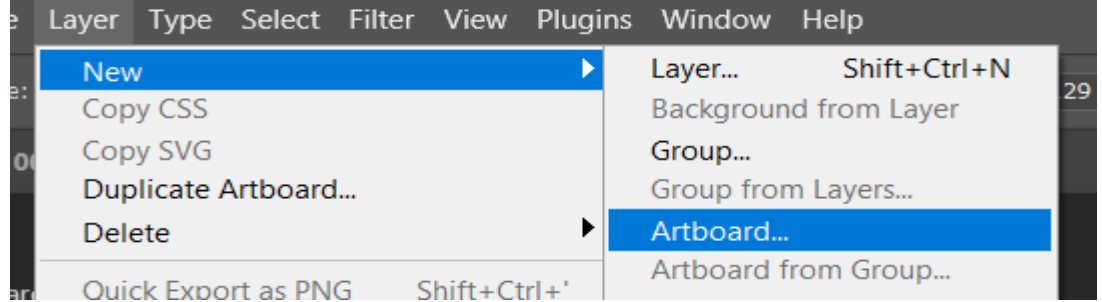 Layer Type Select Filter View Plugins Window Help
New
Copy CSS
Copy SVG
Duplicate Artboard...
Delete
Quick Export as PNG Shift+Ctrl+'
Layer... Shift+Ctrl+N
Background from Layer
Group...
Group from Layers...
Artboard...
Artboard from Group...
29